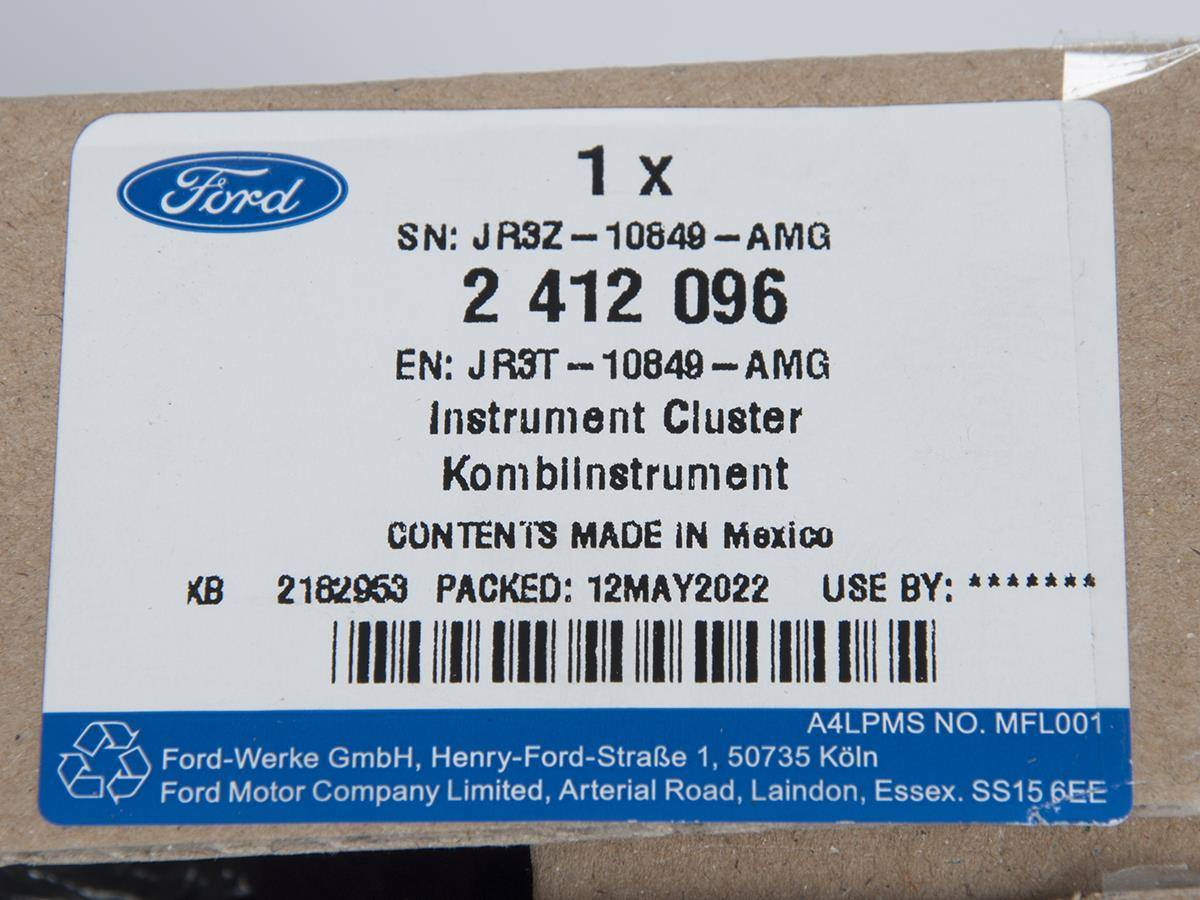 Ford
1 x
SN: JR3Z-10849-AMG
2 412 096
EN: JR3T-10849-AMG
Instrument Cluster
Kombiinstrument
CONTENTS MADE IN Mexico
KB 2182953 PACKED: 12MAY2022 USE BY: *******
A4LPMS NO. MFL001
Ford-Werke GmbH, Henry-Ford-Straße 1, 50735 Köln
Ford Motor Company Limited, Arterial Road, Laindon, Essex. SS15 6EE